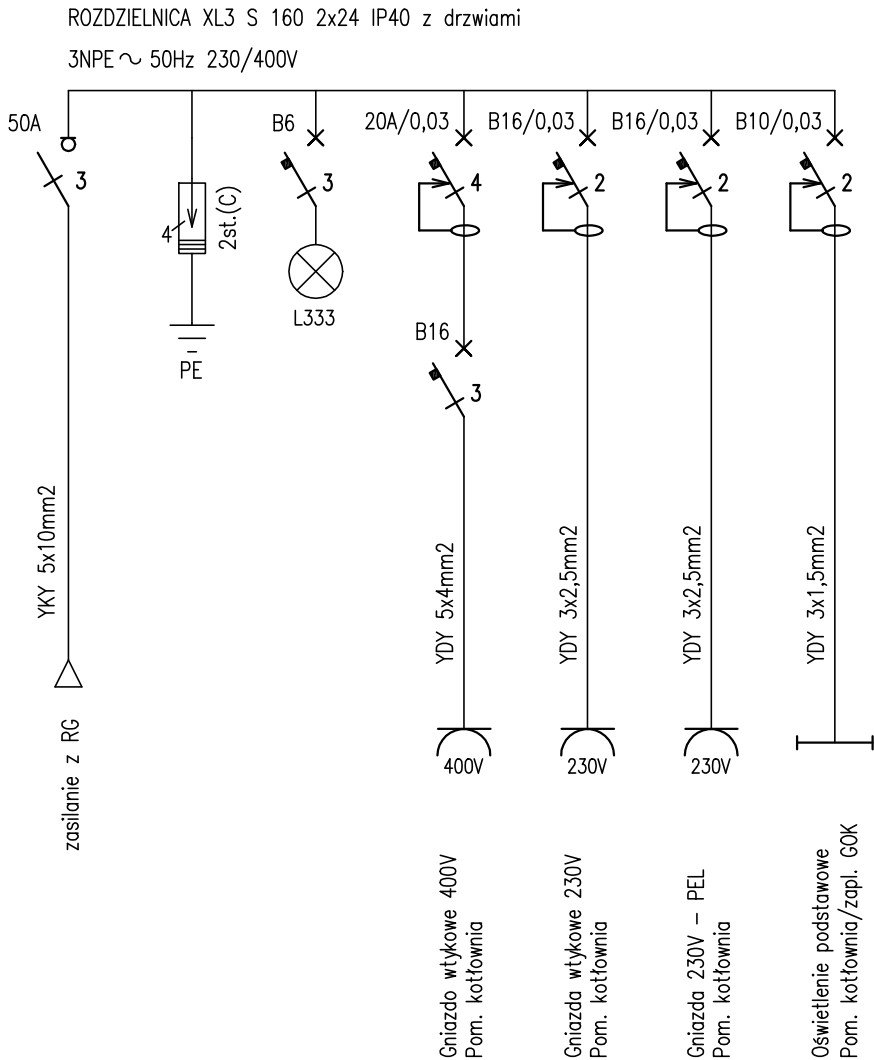 ROZDZIELNICA XL3 S 160 2x24 IP40 z drzwiami
3NPE ~ 50Hz 230/400V
50A
3
4
2st.(C)
PE
B6
3
L333
20A/0,03
4
B16
3
B16/0,03
2
B16/0,03
2
B10/0,03
2
YKY 5x10mm2
YDY 5x4mm2
YDY 3x2,5mm2
YDY 3x2,5mm2
YDY 3x1,5mm2
zasilanie z RG
400V
230V
230V
Gniazdo wtykowe 400V
Pom. kotłownia
Gniazda wtykowe 230V
Pom. kotłownia
Gniazda 230V – PEL
Pom. kotłownia
Oświetlenie podstawowe
Pom. kotłownia/zapl. GOK